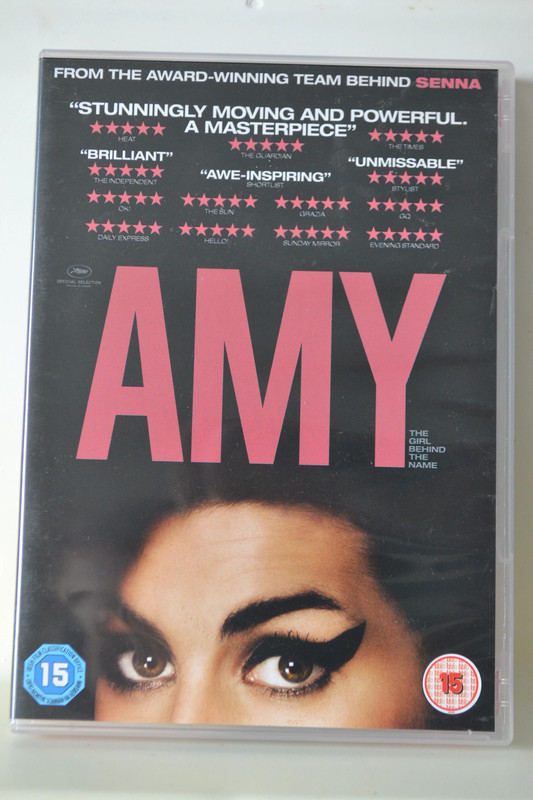 FROM THE AWARD-WINNING TEAM BEHIND SENNA
"STUNNINGLY MOVING AND POWERFUL.
A MASTERPIECE"
HEAT
THE GUARDIAN
THE TIMES
"BRILLIANT"
THE INDEPENDENT
"AWE-INSPIRING"
SHORTLIST
"UNMISSABLE"
STYLIST
OK!
THE SUN
GRAZIA
GQ
DAILY EXPRESS
HELLO!
SUNDAY MIRROR
EVENING STANDARD
OFFICIAL SELECTION
AMY
THE
GIRL
BEHIND
THE
NAME
15
15